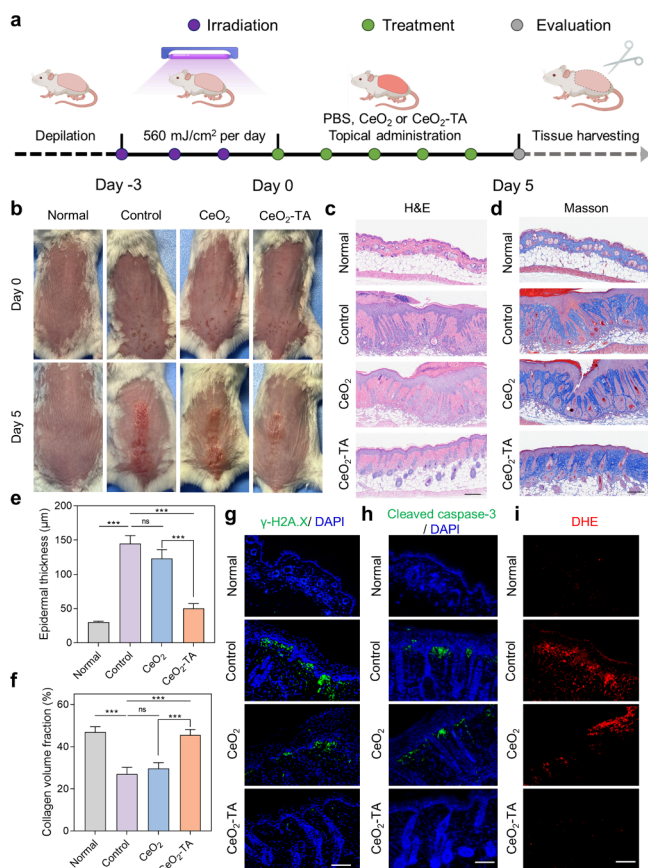 a
Irradiation
Treatment
Evaluation
PBS, CeO₂ or CeO₂-TA
Depilation
560 mJ/cm² per day
Topical administration
Tissue harvesting
Day -3
Day 0
Day 5
b
Normal
Control
CeO₂
CeO₂-TA
Day 0
Day 5
c
H&E
Normal
Control
CeO₂
CeO₂-TA
d
Masson
Normal
Control
CeO₂
CeO₂-TA
e
Epidermal thickness (μm)
200
150
100
50
0
***
***
ns
***
Normal
Control
CeO₂
CeO₂-TA
f
Collagen volume fraction (%)
60
40
20
0
***
***
ns
***
Normal
Control
CeO₂
CeO₂-TA
g
γ-H2A.X/ DAPI
Normal
Control
CeO₂
CeO₂-TA
h
Cleaved caspase-3
/ DAPI
Normal
Control
CeO₂
CeO₂-TA
i
DHE
Normal
Control
CeO₂
CeO₂-TA